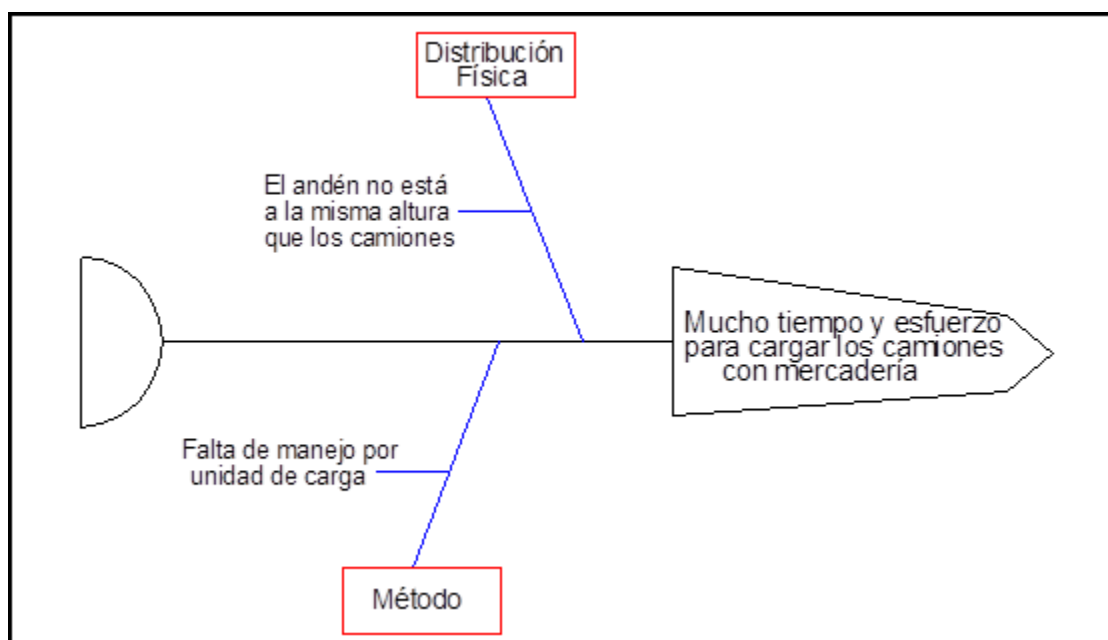 Distribución
Física
El andén no está
a la misma altura
que los camiones
Mucho tiempo y esfuerzo
para cargar los camiones
con mercadería
Falta de manejo por
unidad de carga
Método